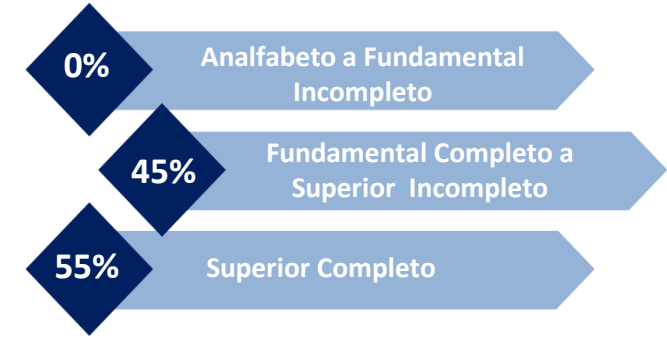 0%
Analfabeto a Fundamental
Incompleto
45%
Fundamental Completo a
Superior Incompleto
55%
Superior Completo